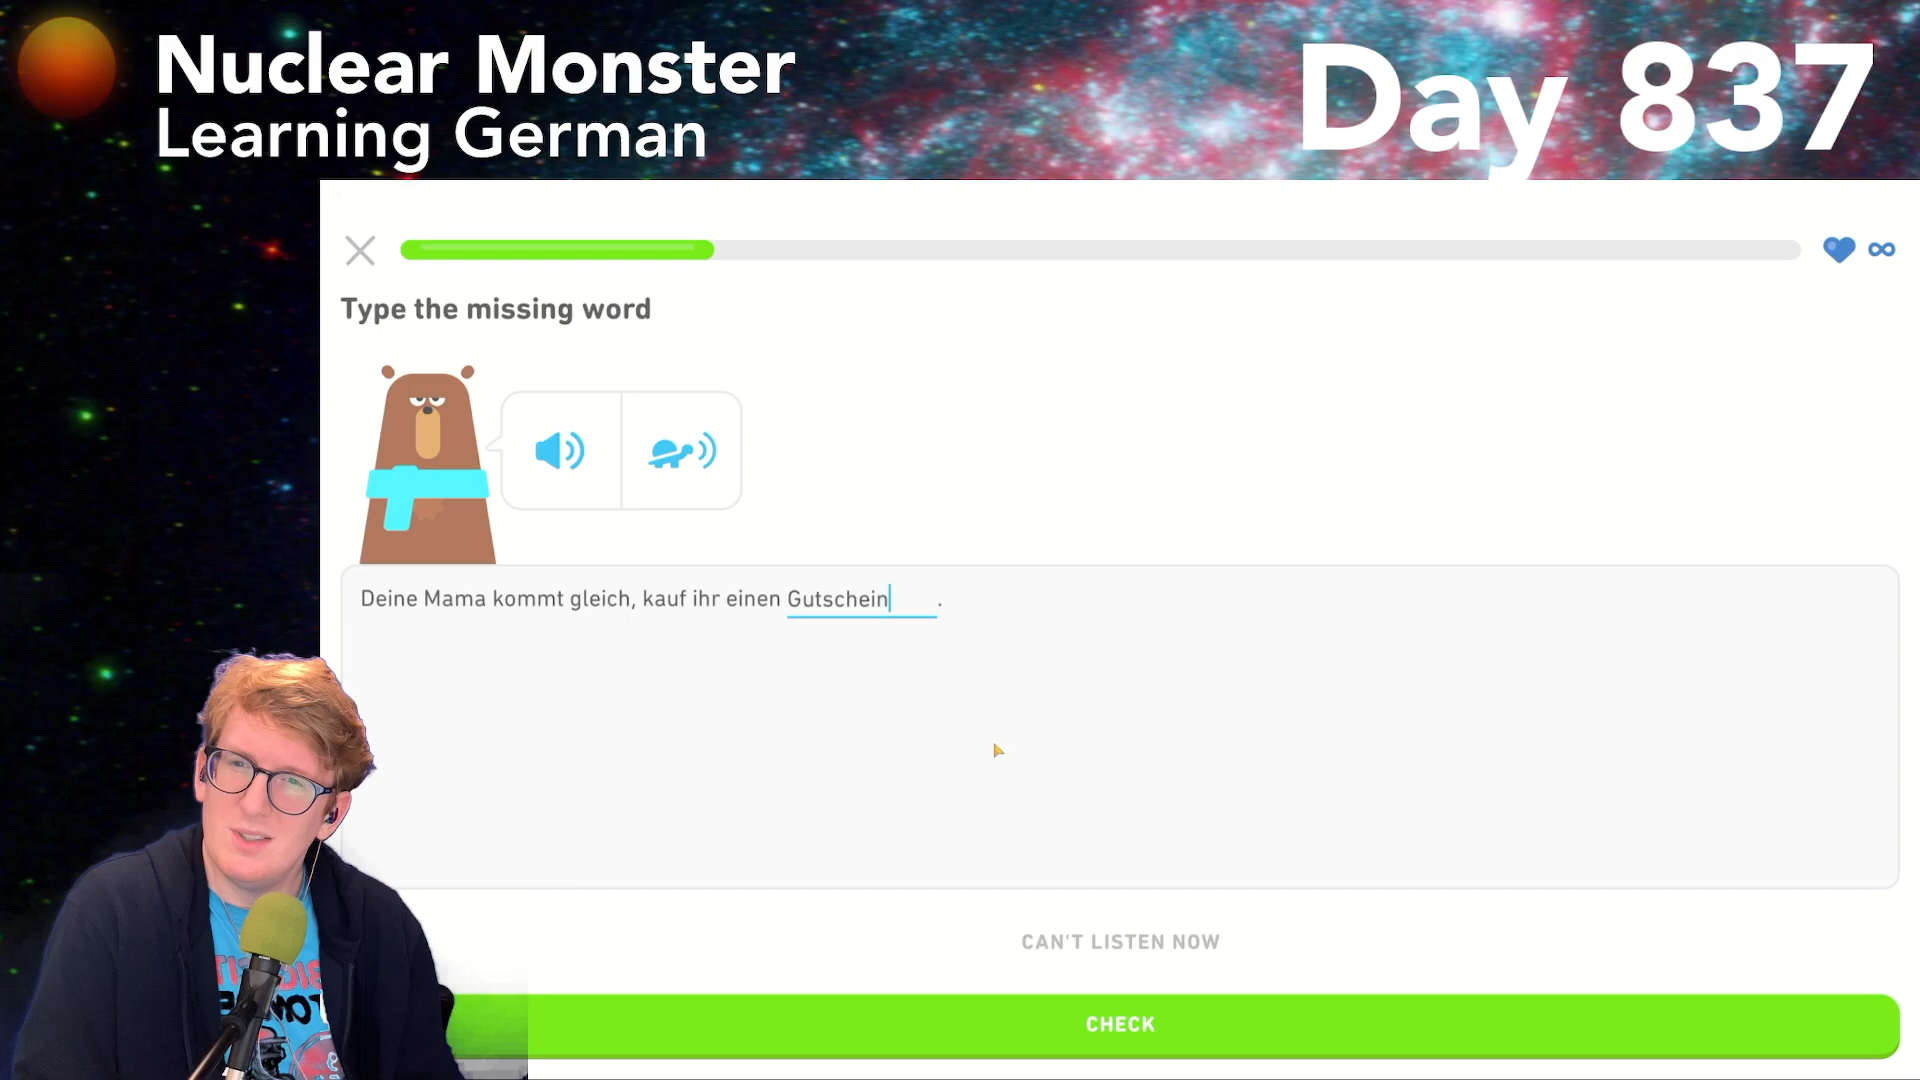 Nuclear Monster
Learning German
Day 837
Type the missing word
Deine Mama kommt gleich, kauf ihr einen Gutschein.
CAN'T LISTEN NOW
CHECK